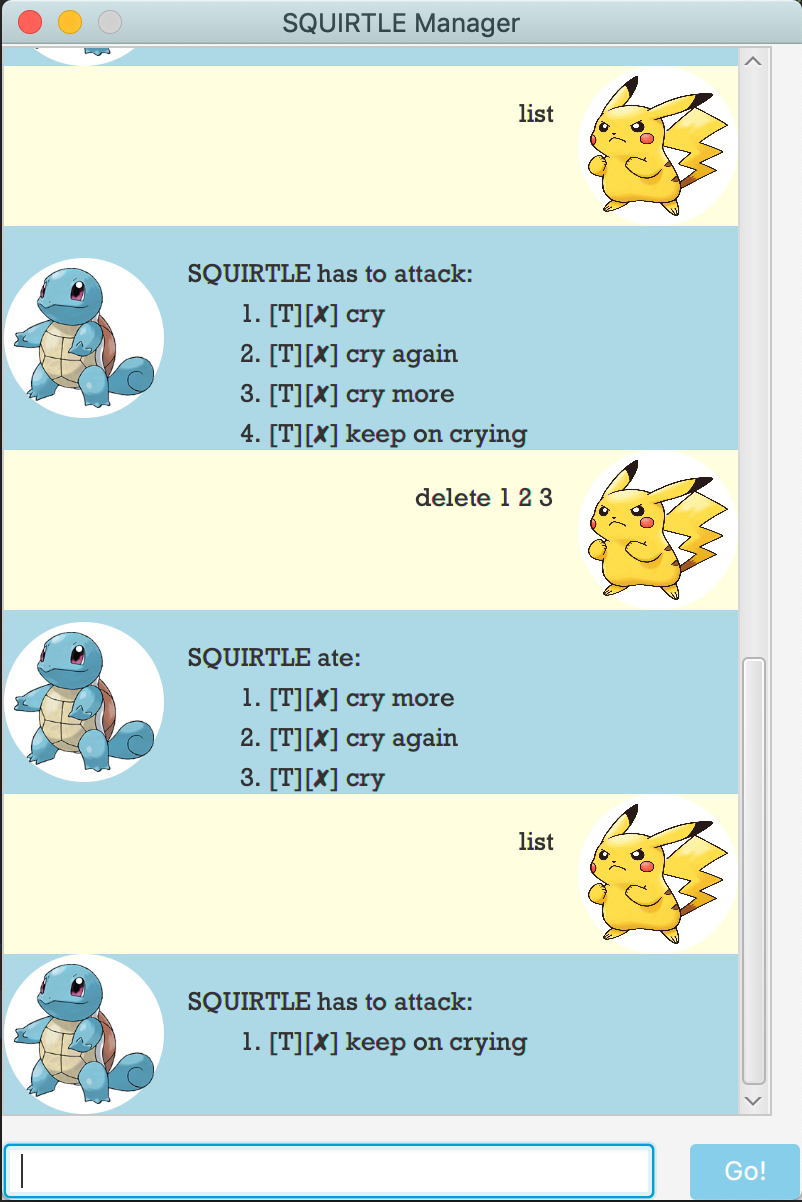 SQUIRTLE Manager
list
SQUIRTLE has to attack:
1. [T][✘] cry
2. [T][✘] cry again
3. [T][✘] cry more
4. [T][✘] keep on crying
delete 1 2 3
SQUIRTLE ate:
1. [T][✘] cry more
2. [T][✘] cry again
3. [T][✘] cry
list
SQUIRTLE has to attack:
1. [T][✘] keep on crying
Go!